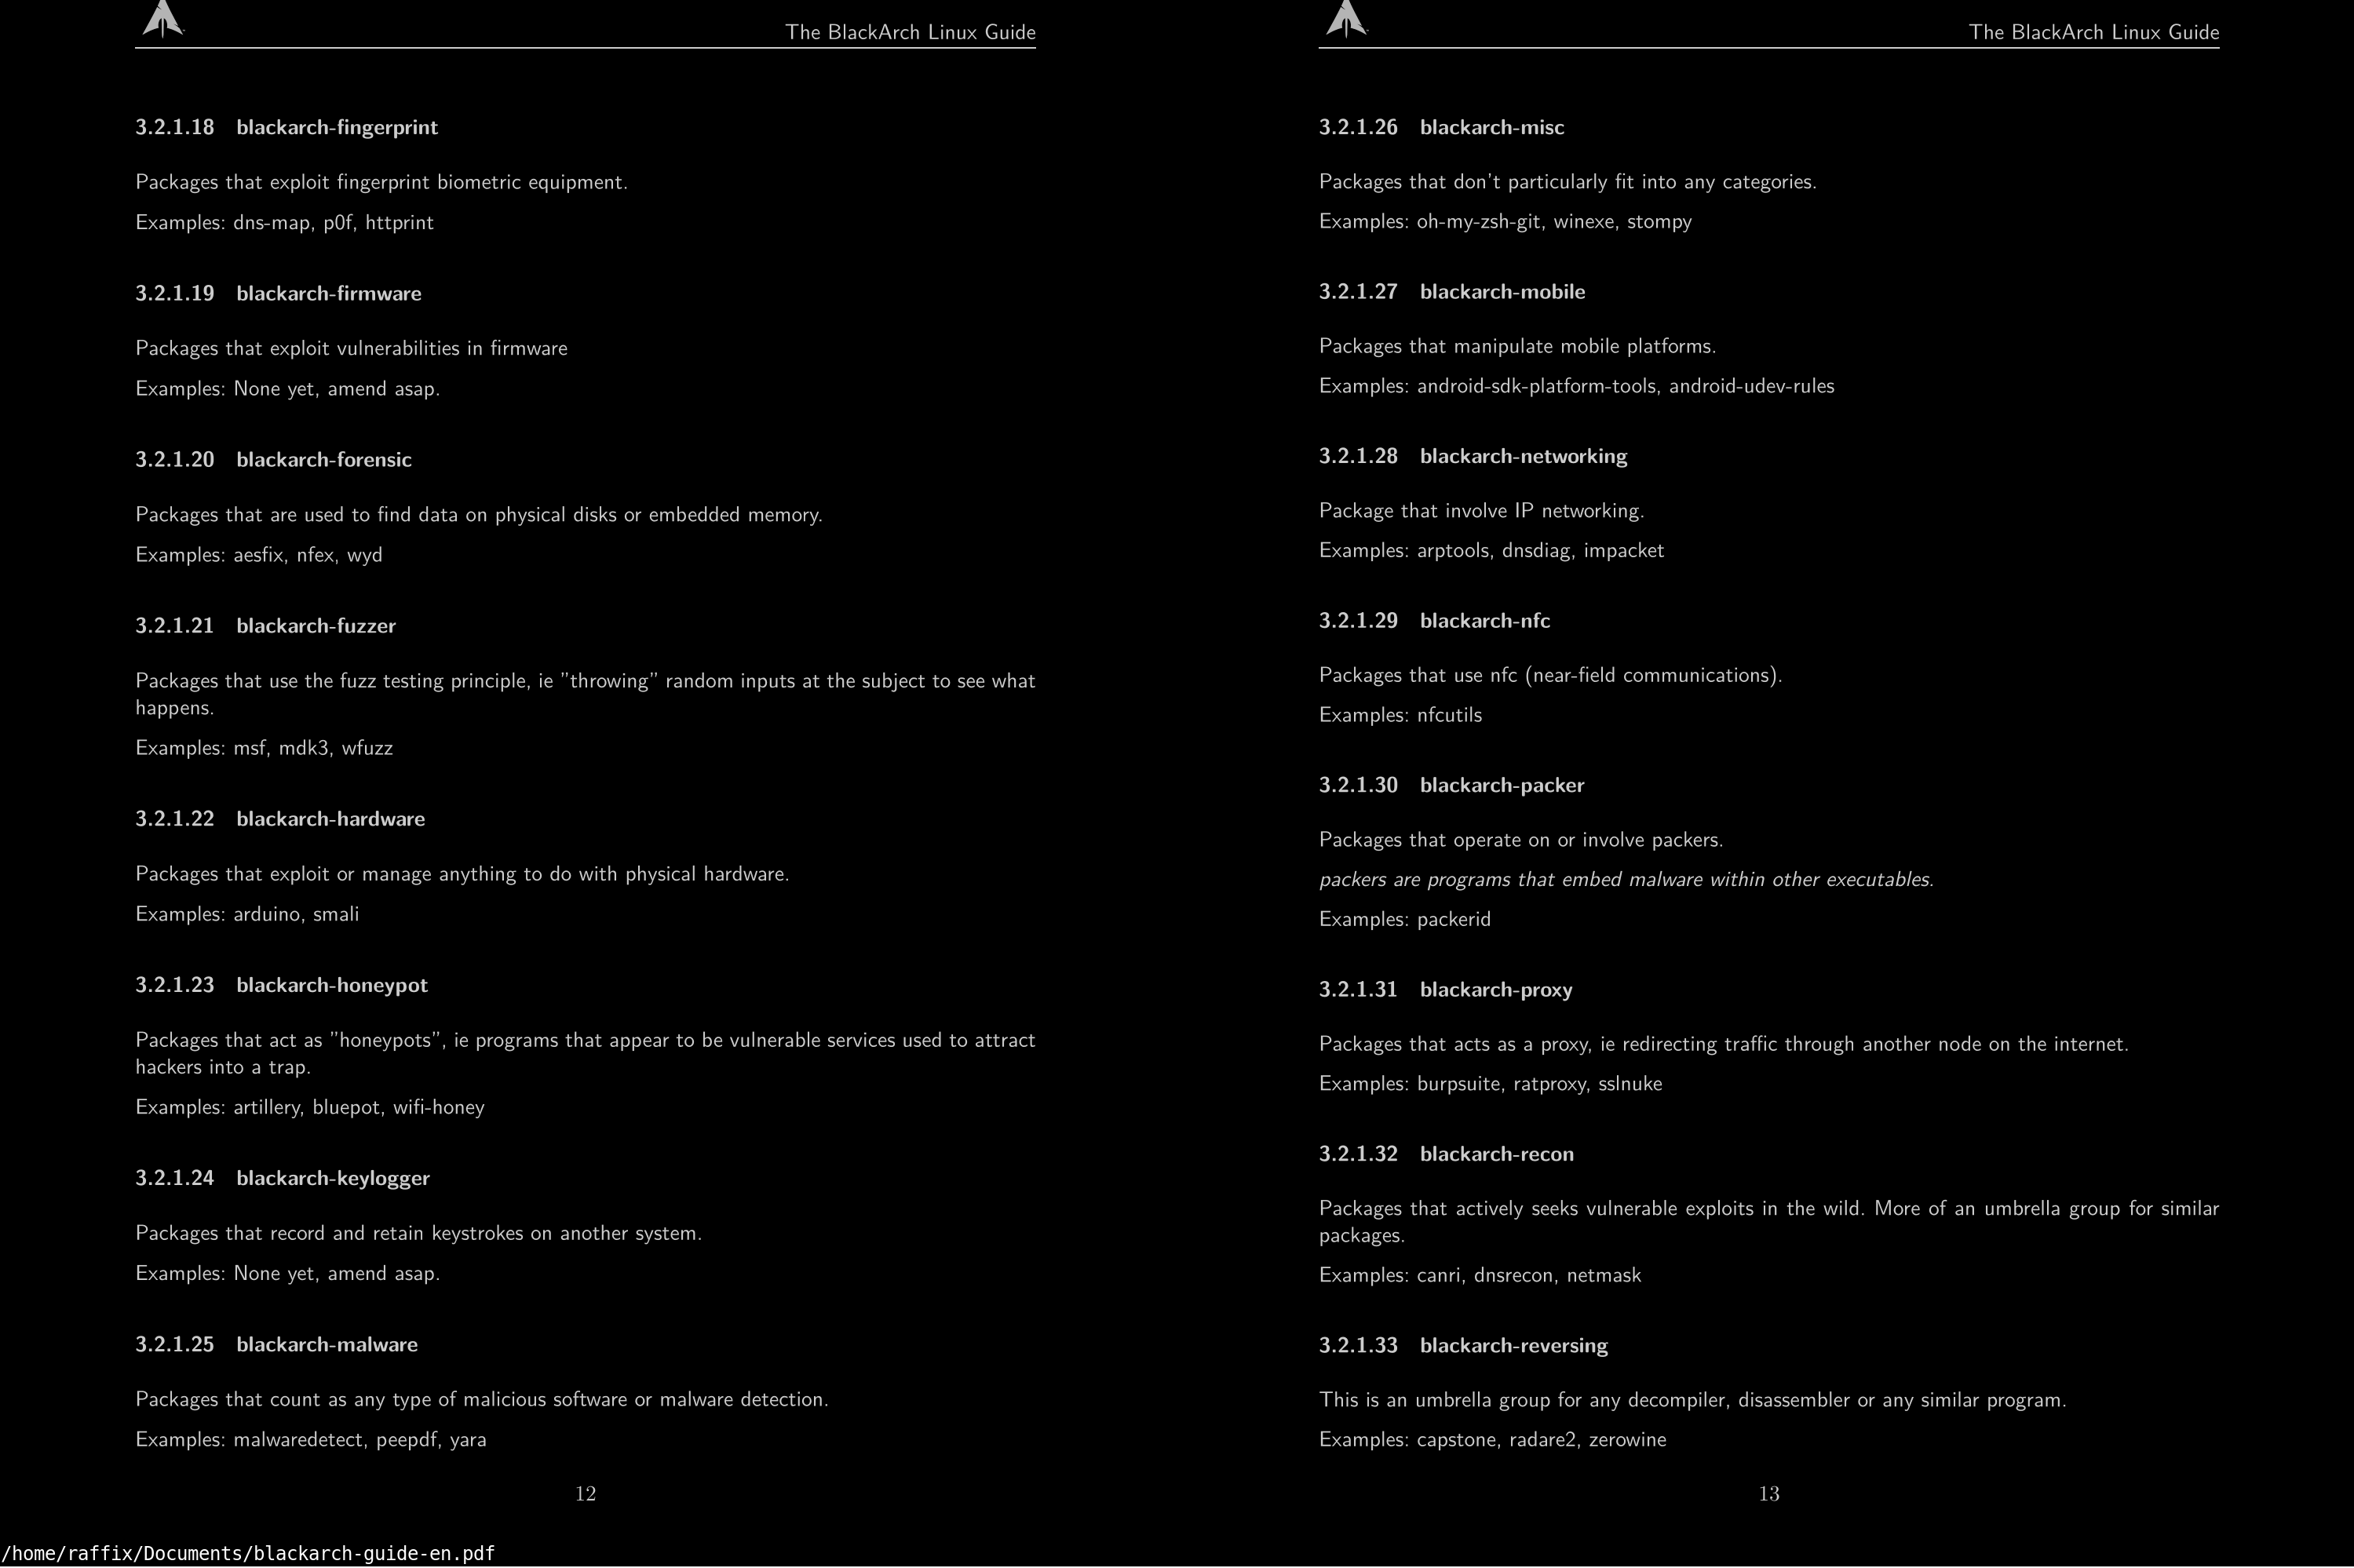 The BlackArch Linux Guide
3.2.1.18 blackarch-fingerprint
Packages that exploit fingerprint biometric equipment.
Examples: dns-map, p0f, httprint
3.2.1.19 blackarch-firmware
Packages that exploit vulnerabilities in firmware
Examples: None yet, amend asap.
3.2.1.20 blackarch-forensic
Packages that are used to find data on physical disks or embedded memory.
Examples: aesfix, nfex, wyd
3.2.1.21 blackarch-fuzzer
Packages that use the fuzz testing principle, ie ”throwing” random inputs at the subject to see what
happens.
Examples: msf, mdk3, wfuzz
3.2.1.22 blackarch-hardware
Packages that exploit or manage anything to do with physical hardware.
Examples: arduino, smali
3.2.1.23 blackarch-honeypot
Packages that act as ”honeypots”, ie programs that appear to be vulnerable services used to attract
hackers into a trap.
Examples: artillery, bluepot, wifi-honey
3.2.1.24 blackarch-keylogger
Packages that record and retain keystrokes on another system.
Examples: None yet, amend asap.
3.2.1.25 blackarch-malware
Packages that count as any type of malicious software or malware detection.
Examples: malwaredetect, peepdf, yara
12
The BlackArch Linux Guide
3.2.1.26 blackarch-misc
Packages that don’t particularly fit into any categories.
Examples: oh-my-zsh-git, winexe, stompy
3.2.1.27 blackarch-mobile
Packages that manipulate mobile platforms.
Examples: android-sdk-platform-tools, android-udev-rules
3.2.1.28 blackarch-networking
Package that involve IP networking.
Examples: arptools, dnsdiag, impacket
3.2.1.29 blackarch-nfc
Packages that use nfc (near-field communications).
Examples: nfcutils
3.2.1.30 blackarch-packer
Packages that operate on or involve packers.
packers are programs that embed malware within other executables.
Examples: packerid
3.2.1.31 blackarch-proxy
Packages that acts as a proxy, ie redirecting traffic through another node on the internet.
Examples: burpsuite, ratproxy, sslnuke
3.2.1.32 blackarch-recon
Packages that actively seeks vulnerable exploits in the wild. More of an umbrella group for similar
packages.
Examples: canri, dnsrecon, netmask
3.2.1.33 blackarch-reversing
This is an umbrella group for any decompiler, disassembler or any similar program.
Examples: capstone, radare2, zerowine
13
/home/raffix/Documents/blackarch-guide-en.pdf